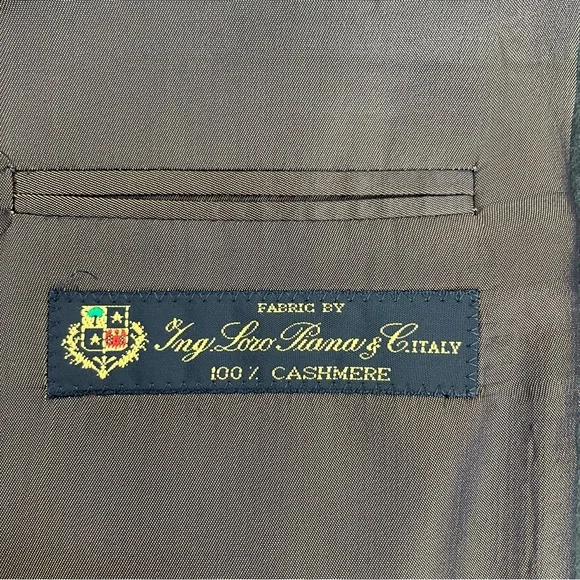 FABRIC BY
Ing. Loro Piana & C. ITALY
100% CASHMERE